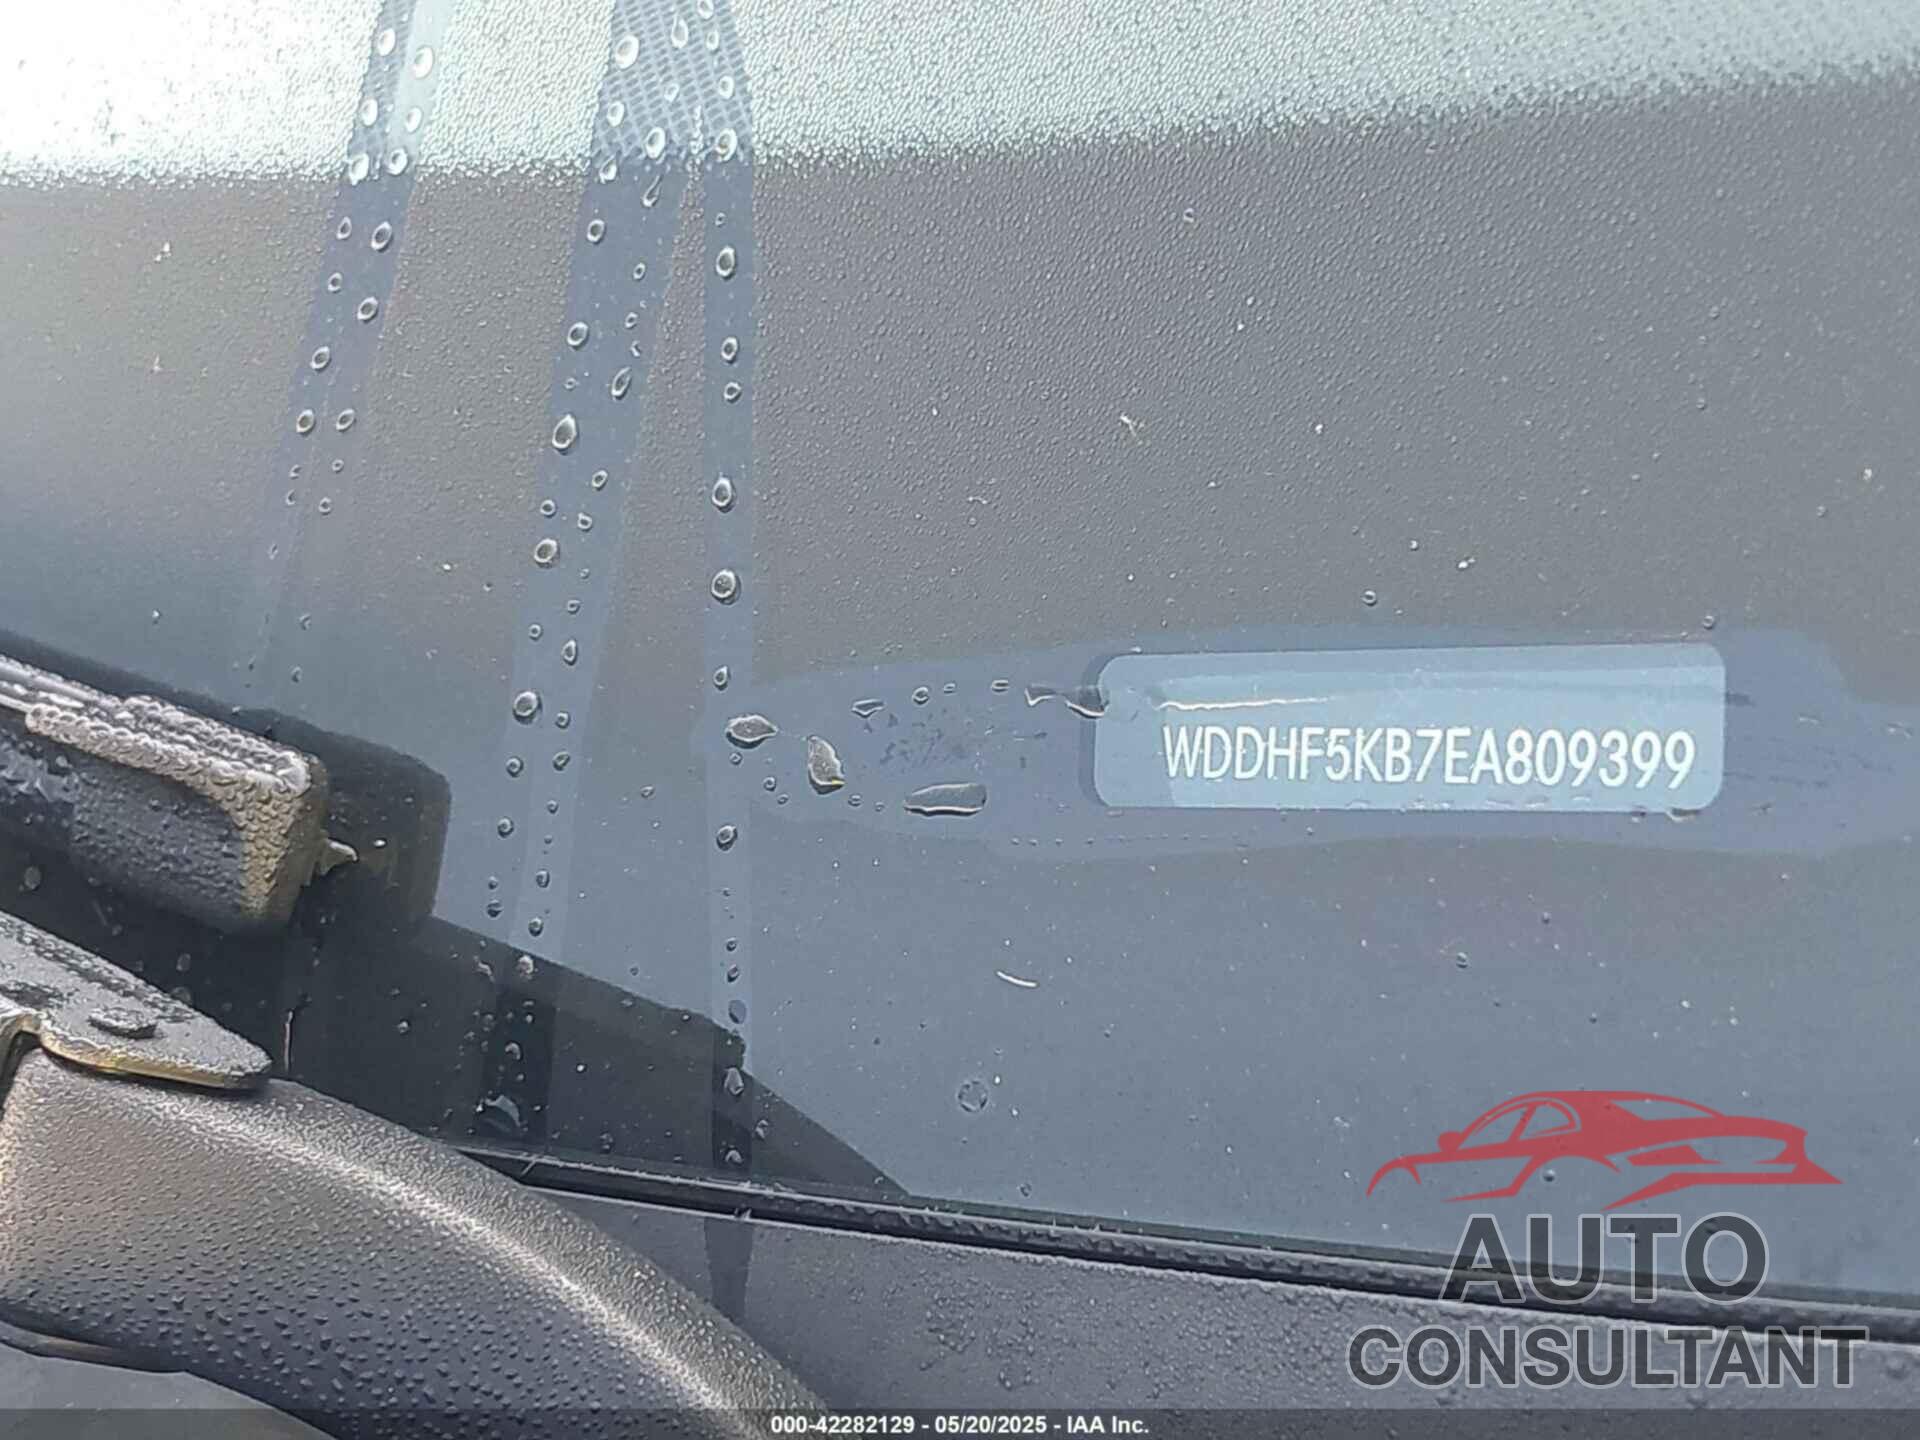 WDDHF5KB7EA809399
AUTO
CONSULTANT
000-42282129 - 05/20/2025 - IAA Inc.